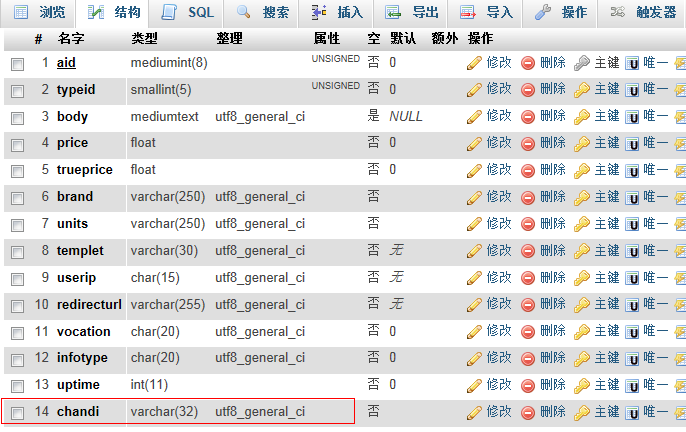 浏览 结构 SQL 搜索 插入 导出 导入 操作 触发器
# 名字 类型 整理 属性 空 默认 额外 操作
1 aid mediumint(8) UNSIGNED 否 0 修改 删除 主键 U 唯一
2 typeid smallint(5) UNSIGNED 否 0 修改 删除 主键 U 唯一
3 body mediumtext utf8_general_ci 是 NULL 修改 删除 主键 U 唯一
4 price float 否 0 修改 删除 主键 U 唯一
5 trueprice float 否 0 修改 删除 主键 U 唯一
6 brand varchar(250) utf8_general_ci 否 修改 删除 主键 U 唯一
7 units varchar(250) utf8_general_ci 否 修改 删除 主键 U 唯一
8 templet varchar(30) utf8_general_ci 否 无 修改 删除 主键 U 唯一
9 userip char(15) utf8_general_ci 否 无 修改 删除 主键 U 唯一
10 redirecturl varchar(255) utf8_general_ci 否 无 修改 删除 主键 U 唯一
11 vocation char(20) utf8_general_ci 否 0 修改 删除 主键 U 唯一
12 infotype char(20) utf8_general_ci 否 0 修改 删除 主键 U 唯一
13 uptime int(11) 否 0 修改 删除 主键 U 唯一
14 chandi varchar(32) utf8_general_ci 否 修改 删除 主键 U 唯一